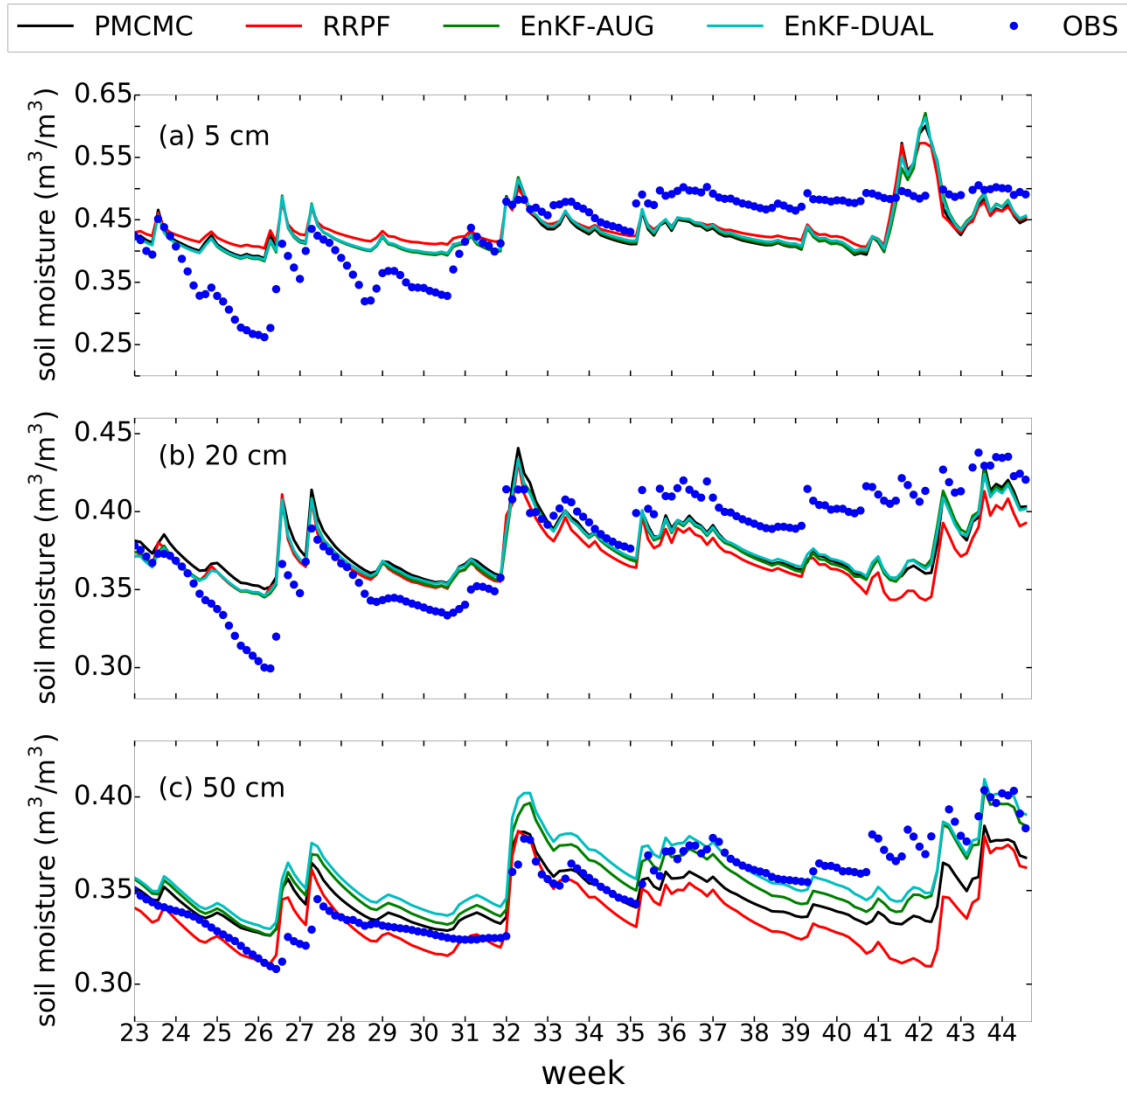 PMCMC RRPF EnKF-AUG EnKF-DUAL OBS
(a) 5 cm
soil moisture (m³/m³)
0.65
0.55
0.45
0.35
0.25
(b) 20 cm
soil moisture (m³/m³)
0.45
0.40
0.35
0.30
(c) 50 cm
soil moisture (m³/m³)
0.40
0.35
0.30
23 24 26 26 27 28 28 29 30 31 32 33 34 35 36 37 38 39 40 41 42 43 44
week